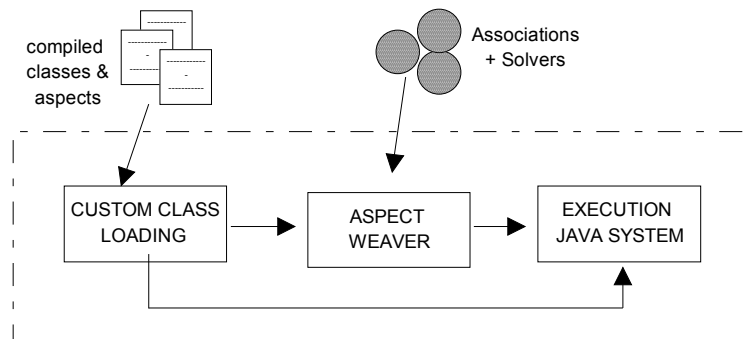 compiled
classes &
aspects
Associations
+ Solvers
CUSTOM CLASS
LOADING
ASPECT
WEAVER
EXECUTION
JAVA SYSTEM